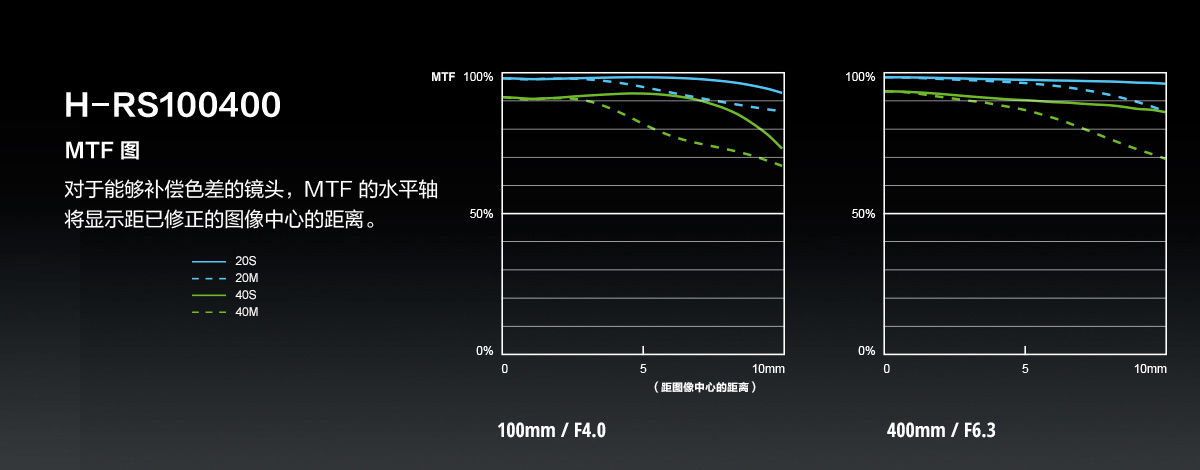 H-RS100400
MTF 图
对于能够补偿色差的镜头，MTF 的水平轴
将显示距已修正的图像中心的距离。
20S
20M
40S
40M
MTF 100%
50%
0%
0 5 10mm
（距图像中心的距离）
100mm / F4.0
100%
50%
0%
0 5 10mm
400mm / F6.3